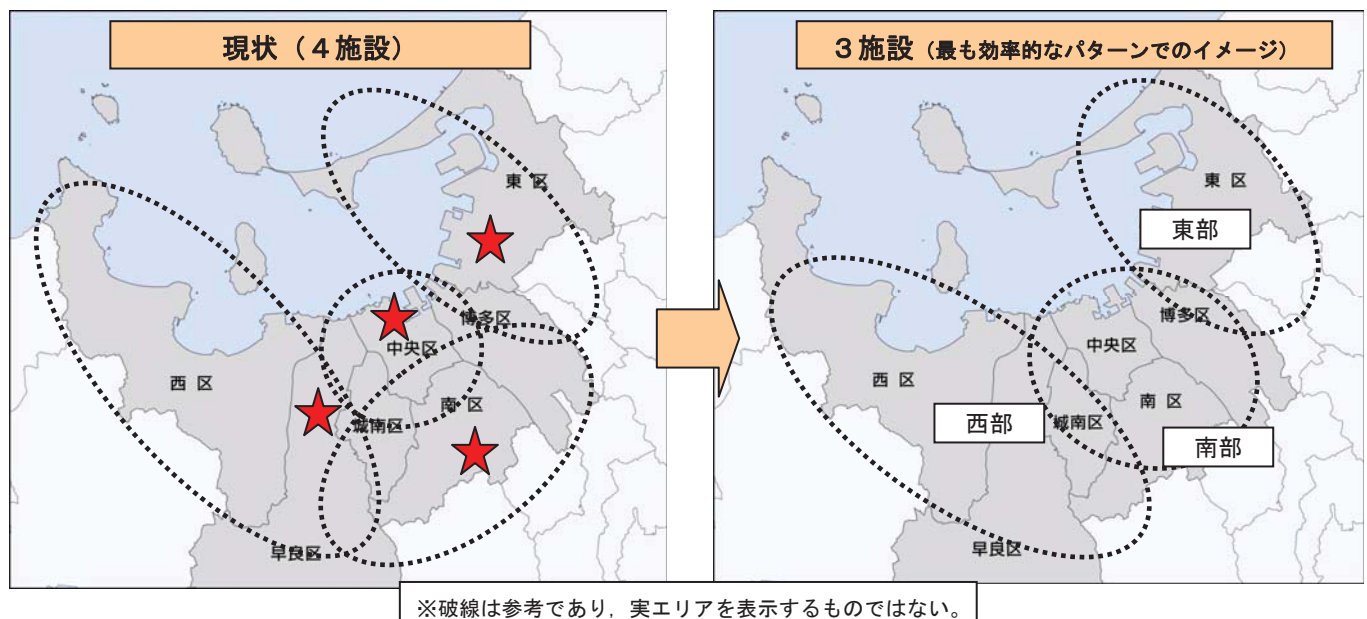 現状（４施設）
東 区
博多区
中央区
西 区
南 区
城南区
早良区
３施設（最も効率的なパターンでのイメージ）
東 区
東部
博多区
中央区
西 区
南 区
西部
城南区
南部
早良区
※破線は参考であり，実エリアを表示するものではない。